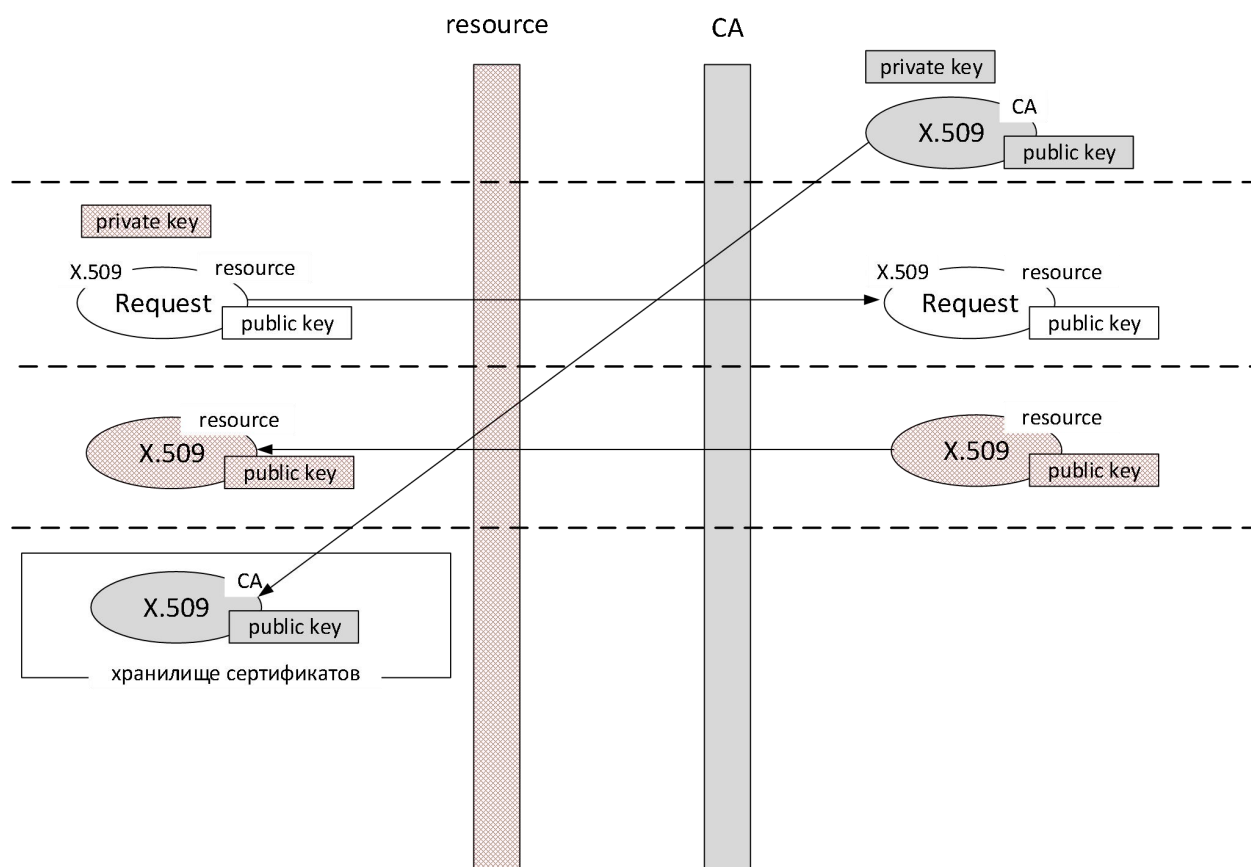 resource
CA
private key
CA
X.509
public key
private key
X.509
resource
Request
public key
X.509
resource
Request
public key
resource
X.509
public key
resource
X.509
public key
CA
X.509
public key
хранилище сертификатов